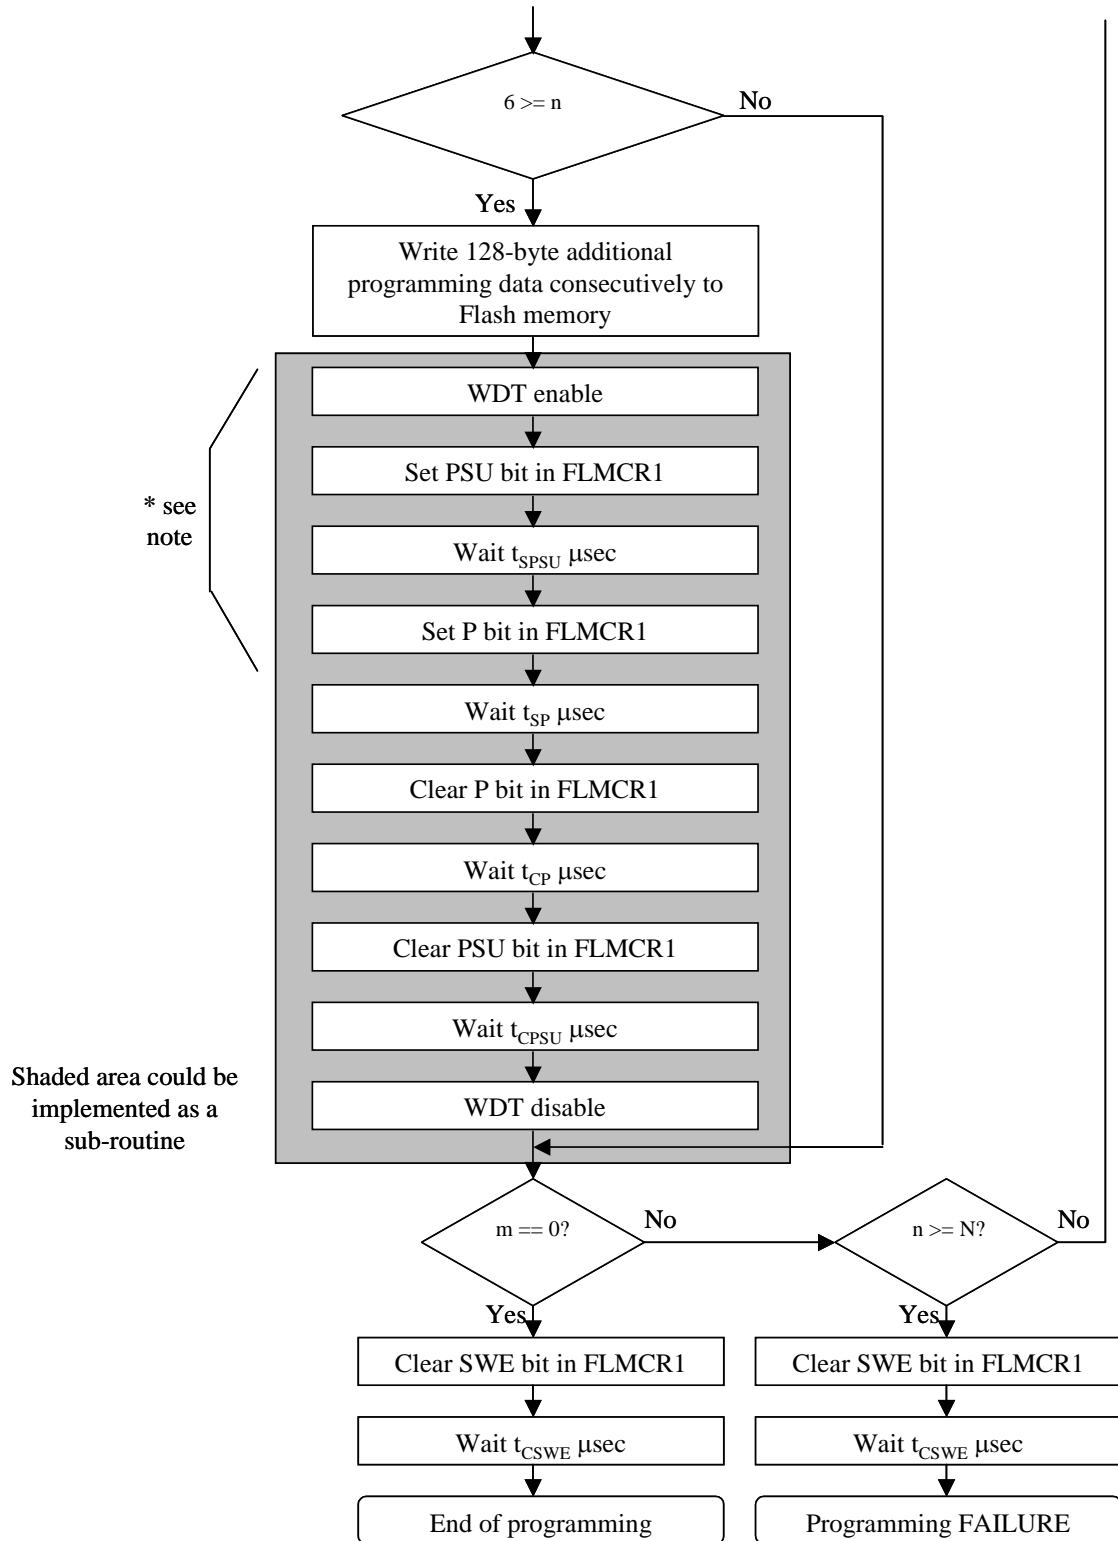 6 >= n
No
Yes
Write 128-byte additional
programming data consecutively to
Flash memory
WDT enable
Set PSU bit in FLMCR1
* see
note
Wait tSPSU μsec
Set P bit in FLMCR1
Wait tSP μsec
Clear P bit in FLMCR1
Wait tCP μsec
Clear PSU bit in FLMCR1
Wait tCPSU μsec
Shaded area could be
implemented as a
sub-routine
WDT disable
m == 0?
No
n >= N?
No
Yes
Yes
Clear SWE bit in FLMCR1
Clear SWE bit in FLMCR1
Wait tCSWE μsec
Wait tCSWE μsec
End of programming
Programming FAILURE